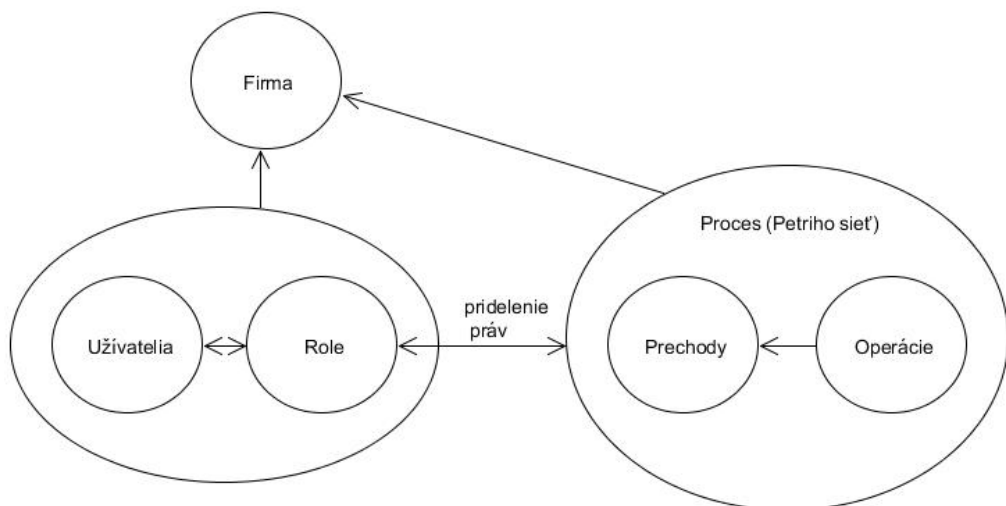 Firma
Proces (Petriho sieť)
pridelenie
práv
Užívatelia
Role
Prechody
Operácie